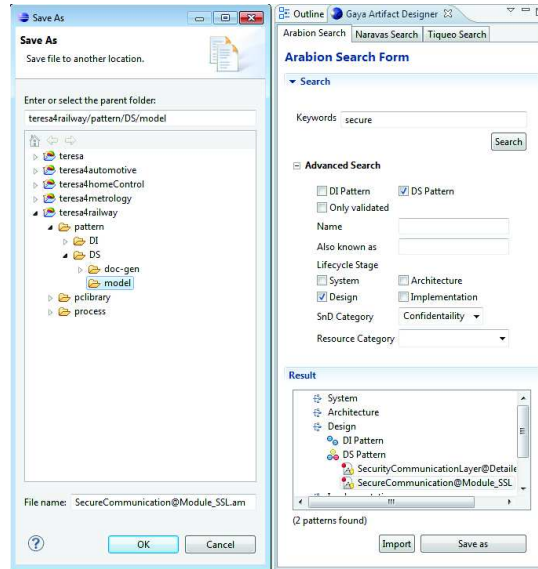 Save As
Save As
Save file to another location.
Enter or select the parent folder:
teresa4railway/pattern/DS/model
teresa
teresa4automotive
teresa4homeControl
teresa4metrology
teresa4railway
pattern
DI
DS
doc-gen
model
pclibrary
process
File name: SecureCommunication@Module_SSL.am
OK Cancel
Outline Gaya Artifact Designer
Arabion Search Naravas Search Tiqueo Search
Arabion Search Form
Search
Keywords secure
Search
Advanced Search
DI Pattern DS Pattern
Only validated
Name
Also known as
Lifecycle Stage
System Architecture
Design Implementation
SnD Category Confidentaility
Resource Category
Result
System
Architecture
Design
DI Pattern
DS Pattern
SecurityCommunicationLayer@Detaile
SecureCommunication@Module_SSL
(2 patterns found)
Import Save as